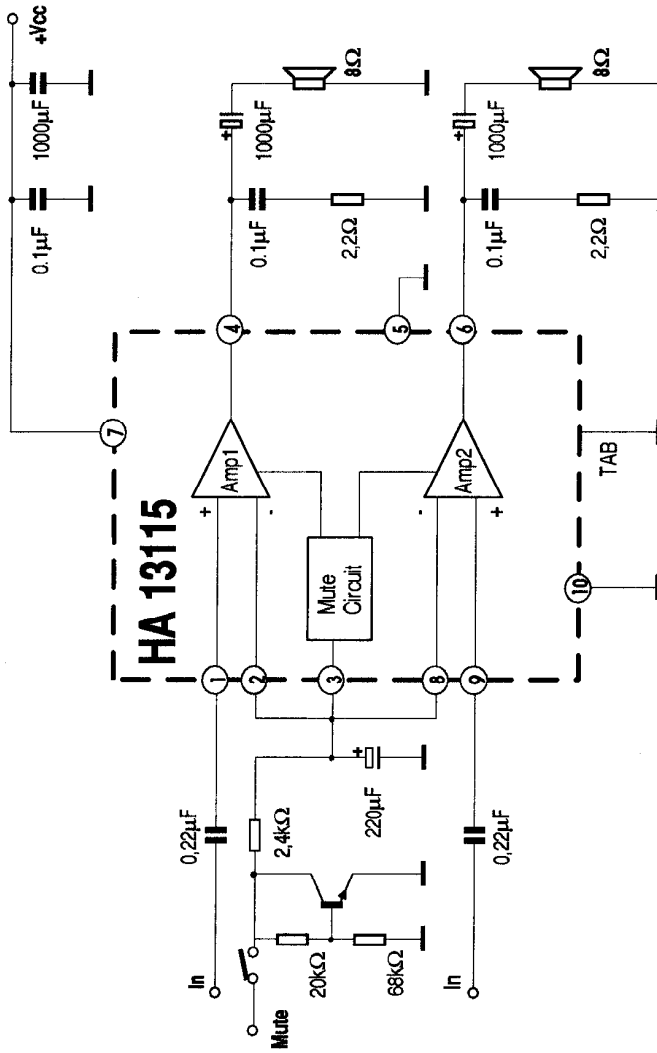 +Vcc
0.1µF
1000µF
7
HA 13115
In
0,22µF
1
+
Amp1
4
+
1000µF
8Ω
0.1µF
2,2Ω
2
-
Mute
2,4kΩ
20kΩ
68kΩ
+
220µF
3
Mute
Circuit
5
8
-
Amp2
6
+
1000µF
8Ω
0.1µF
2,2Ω
In
0,22µF
9
+
10
TAB